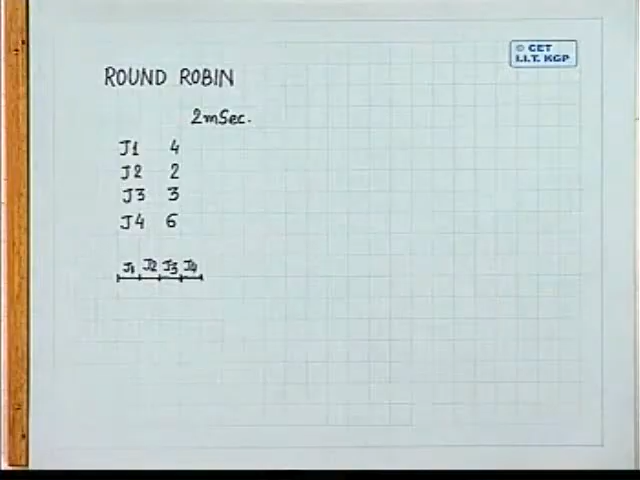 © CET
I.I.T. KGP
ROUND ROBIN
2mSec.
J1 4
J2 2
J3 3
J4 6
J1 J2 J3 J4